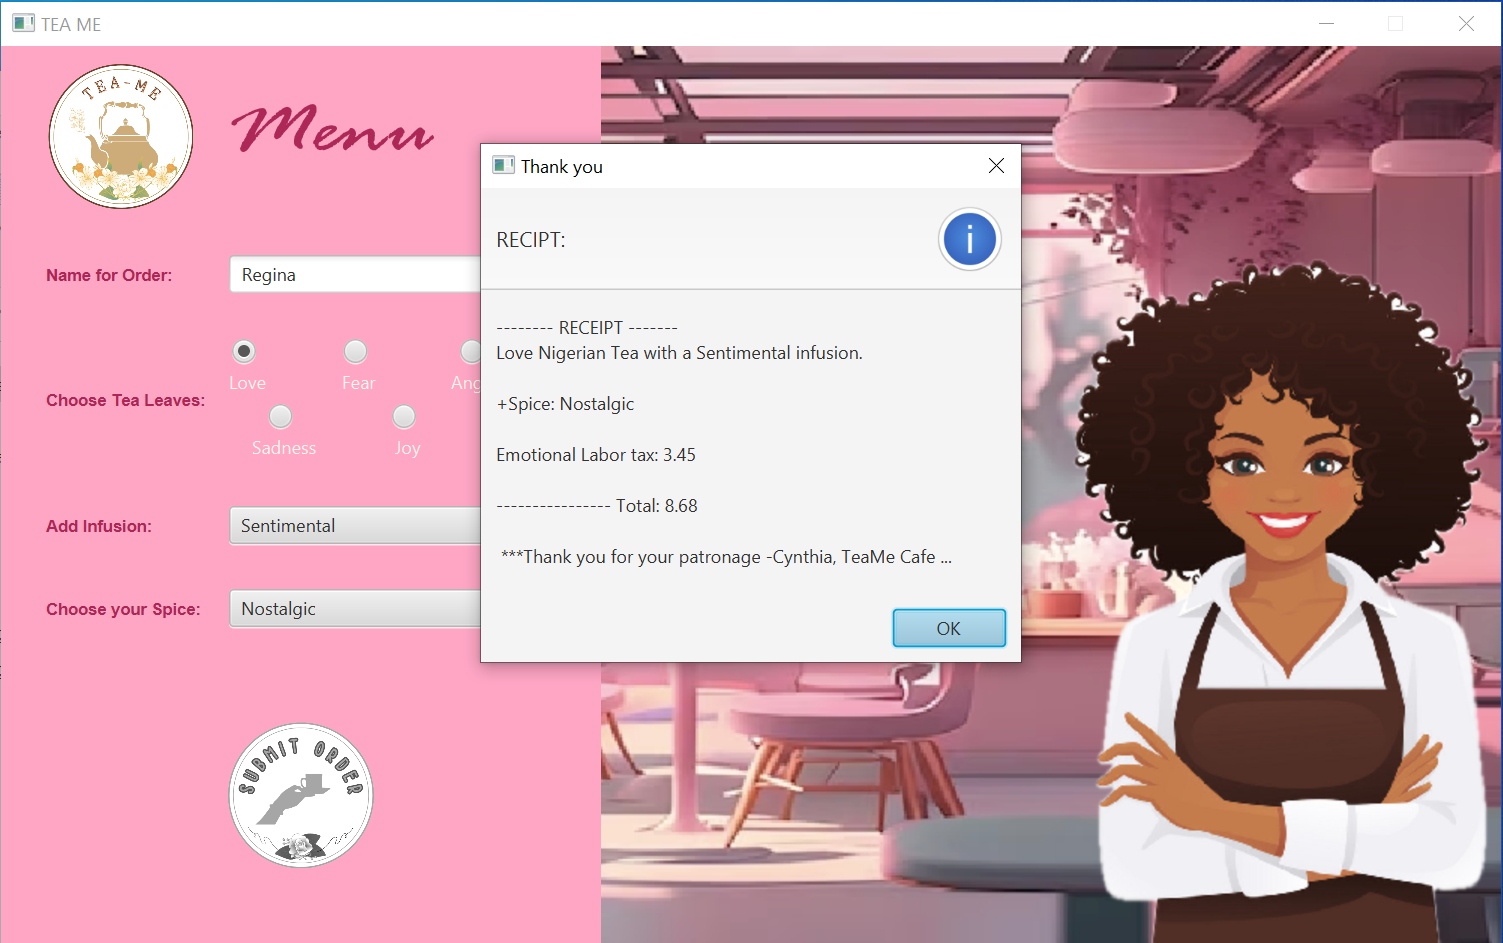 TEA ME
TEA-ME
Menu
Thank you
RECIPT:
i
Name for Order:
Regina
-------- RECEIPT -------
Love Nigerian Tea with a Sentimental infusion.
Love
Fear
Ang
Choose Tea Leaves:
+Spice: Nostalgic
Sadness
Joy
Emotional Labor tax: 3.45
---------------- Total: 8.68
Add Infusion:
Sentimental
***Thank you for your patronage -Cynthia, TeaMe Cafe ...
Choose your Spice:
Nostalgic
OK
SUBMIT ORDER